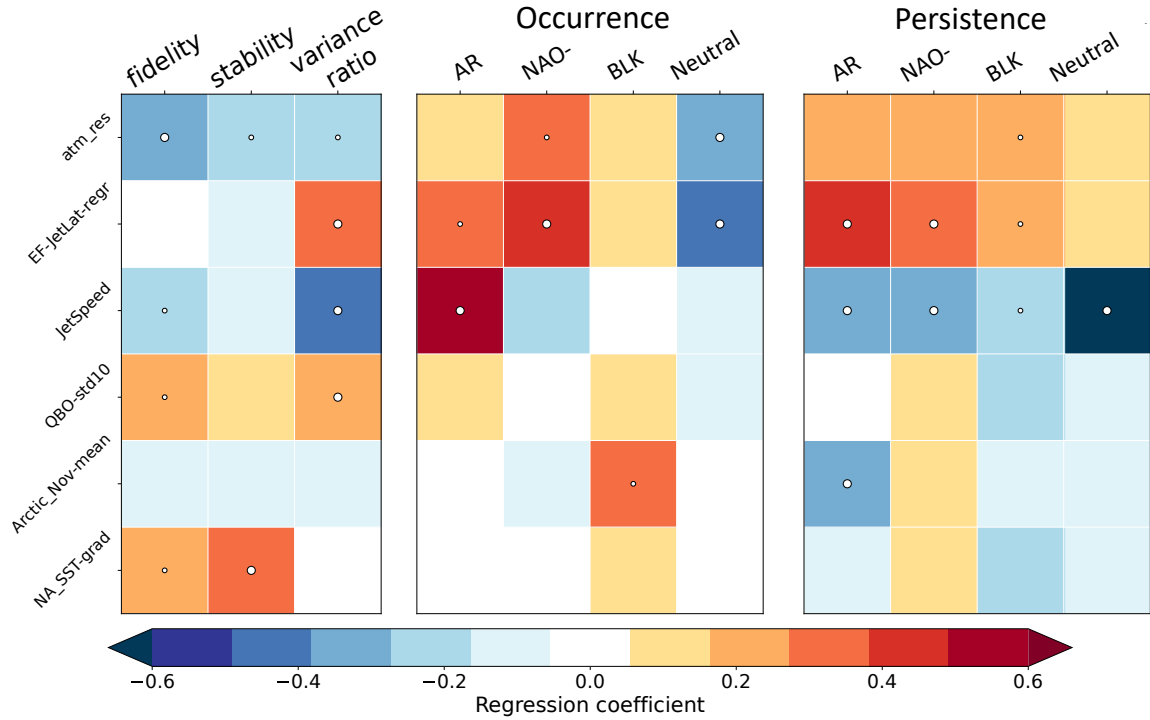 Occurrence
Persistence
fidelity
stability
variance
ratio
AR
NAO-
BLK
Neutral
AR
NAO-
BLK
Neutral
atm_res
EF-JetLat-regr
JetSpeed
QBO-std10
Arctic_Nov-mean
NA_SST-grad
−0.6
−0.4
−0.2
0.0
0.2
0.4
0.6
Regression coefficient